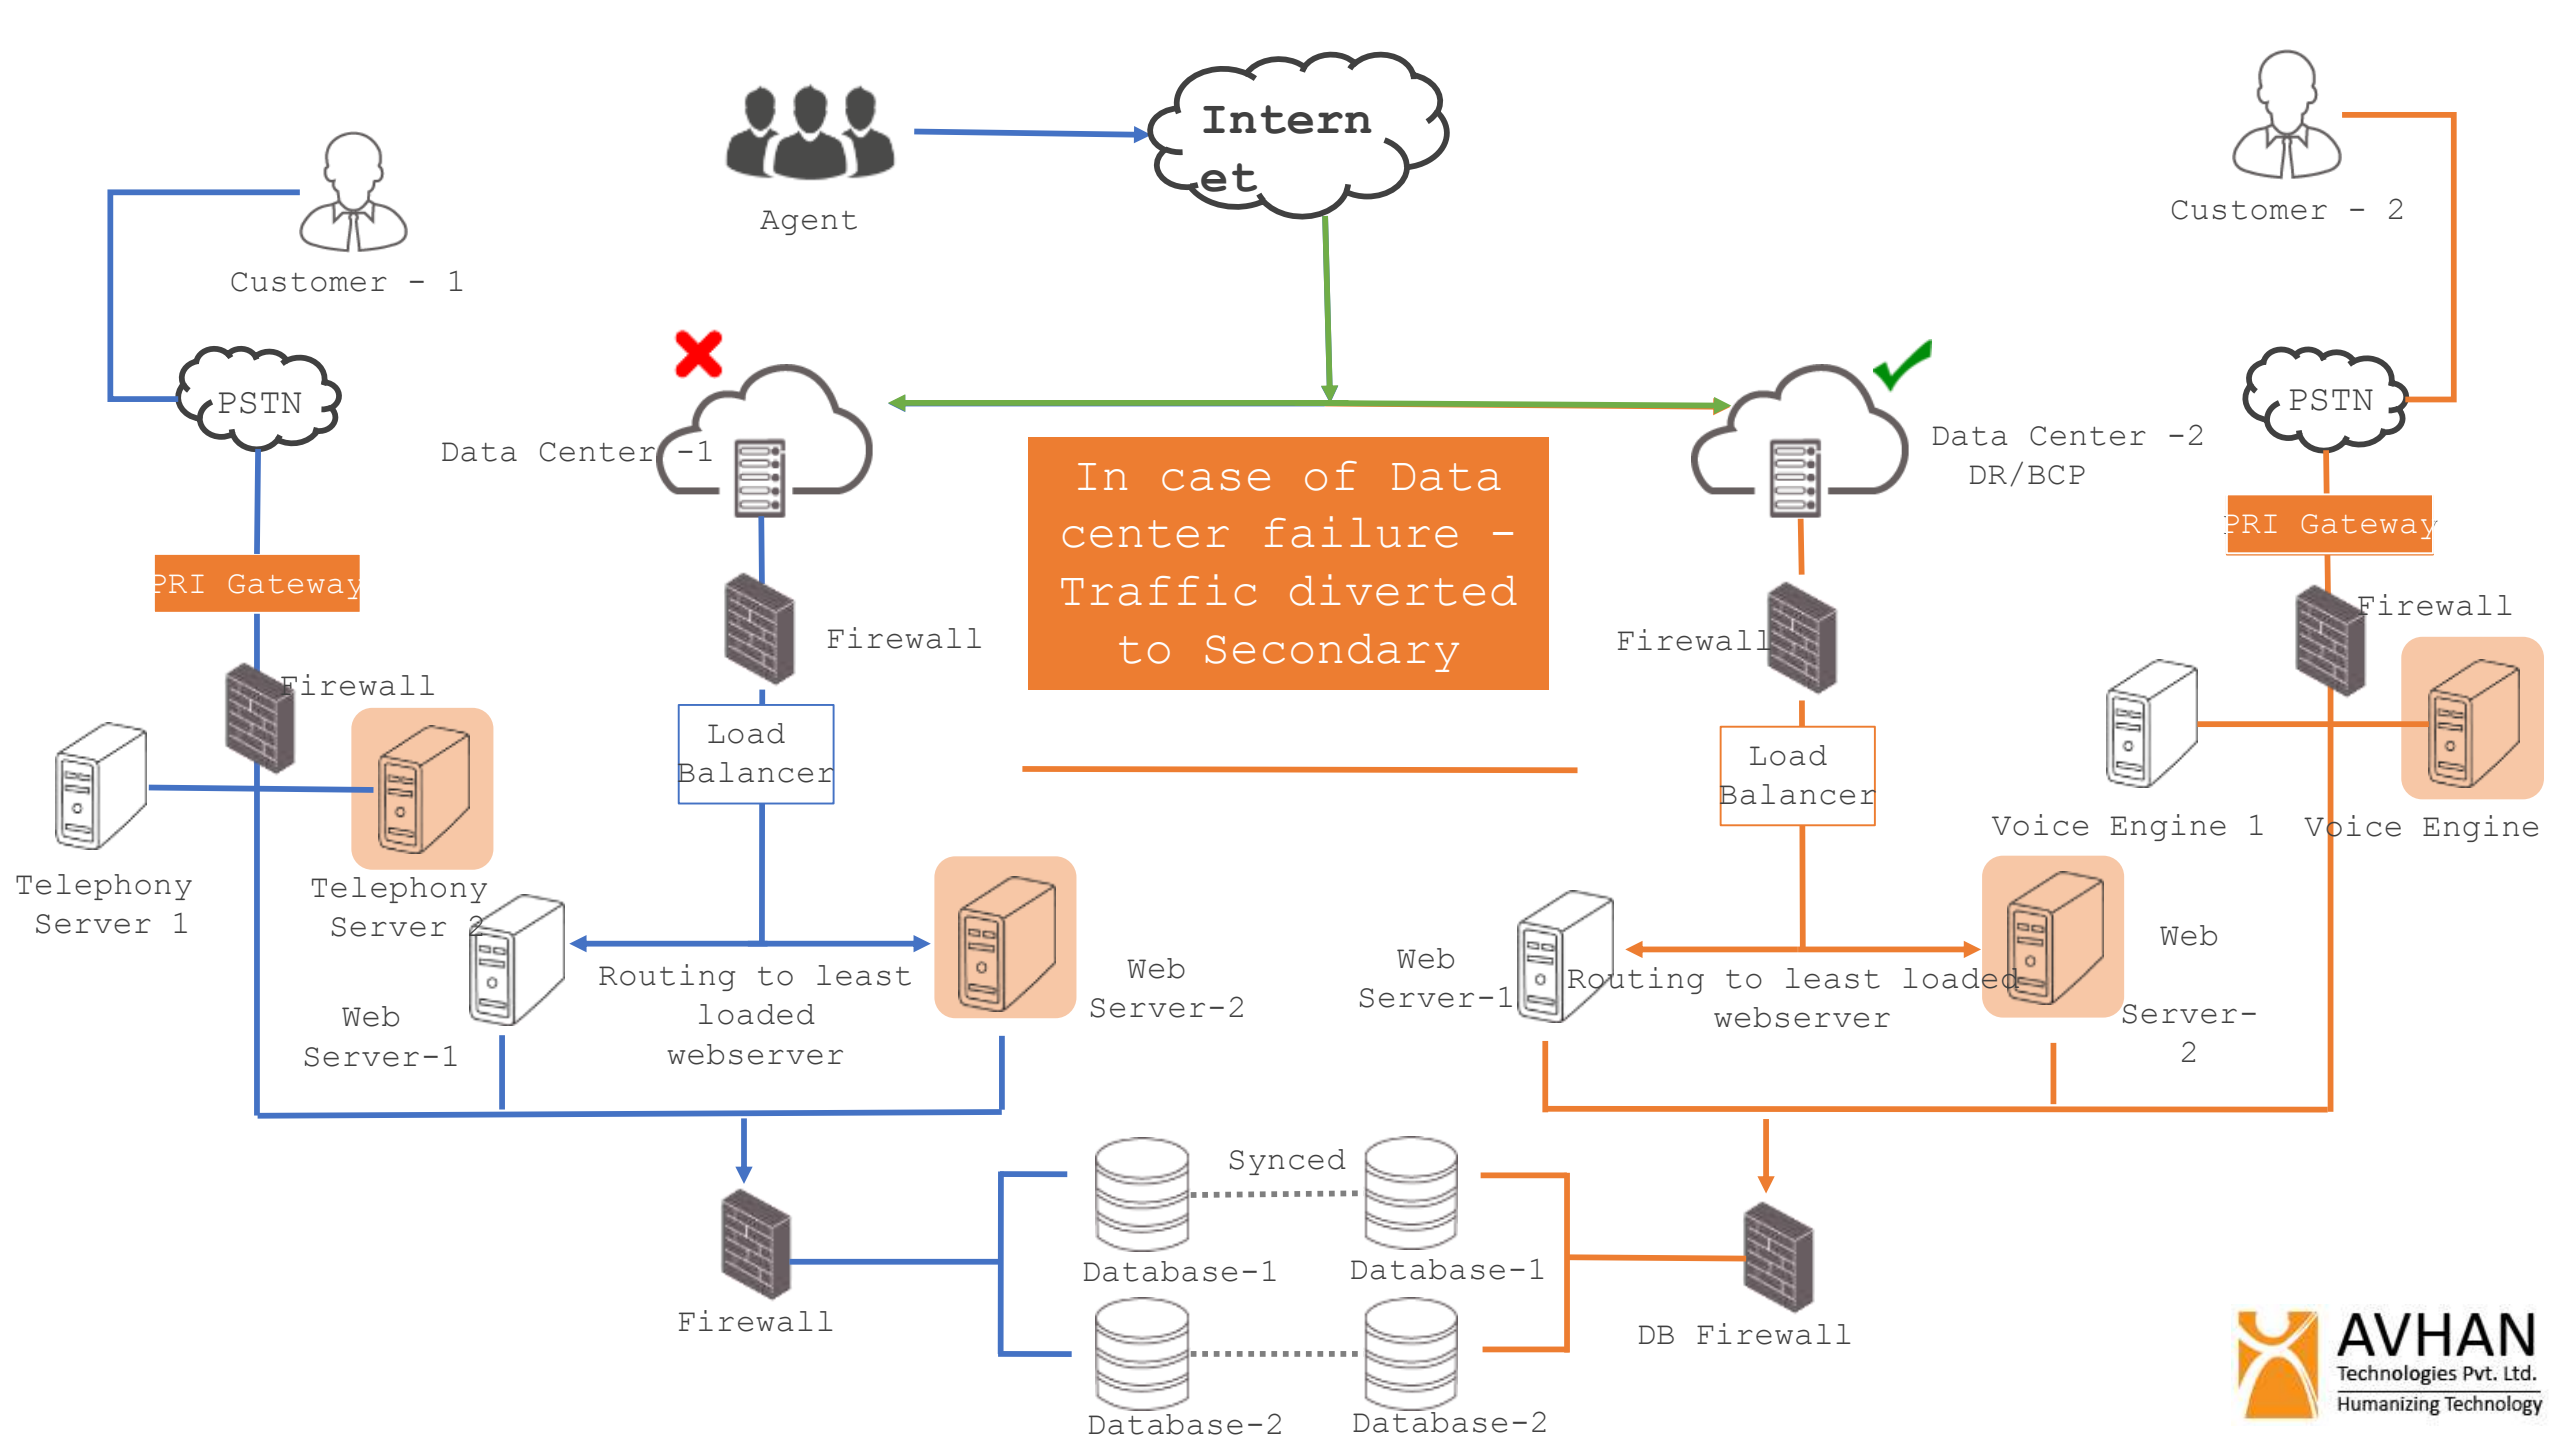 Intern
et
Agent
Customer - 1
Customer - 2
PSTN
PSTN
Data Center -1
Data Center -2
DR/BCP
In case of Data
center failure -
Traffic diverted
to Secondary
PRI Gateway
PRI Gateway
Firewall
Firewall
Firewall
Firewall
Load
Balancer
Load
Balancer
Telephony
Server 1
Telephony
Server 2
Voice Engine 1
Voice Engine
Web
Server-1
Routing to least
loaded
webserver
Web
Server-2
Web
Server-1
Routing to least loaded
webserver
Web
Server-
2
Synced
Database-1
Database-1
Firewall
DB Firewall
Database-2
Database-2
AVHAN
Technologies Pvt. Ltd.
Humanizing Technology